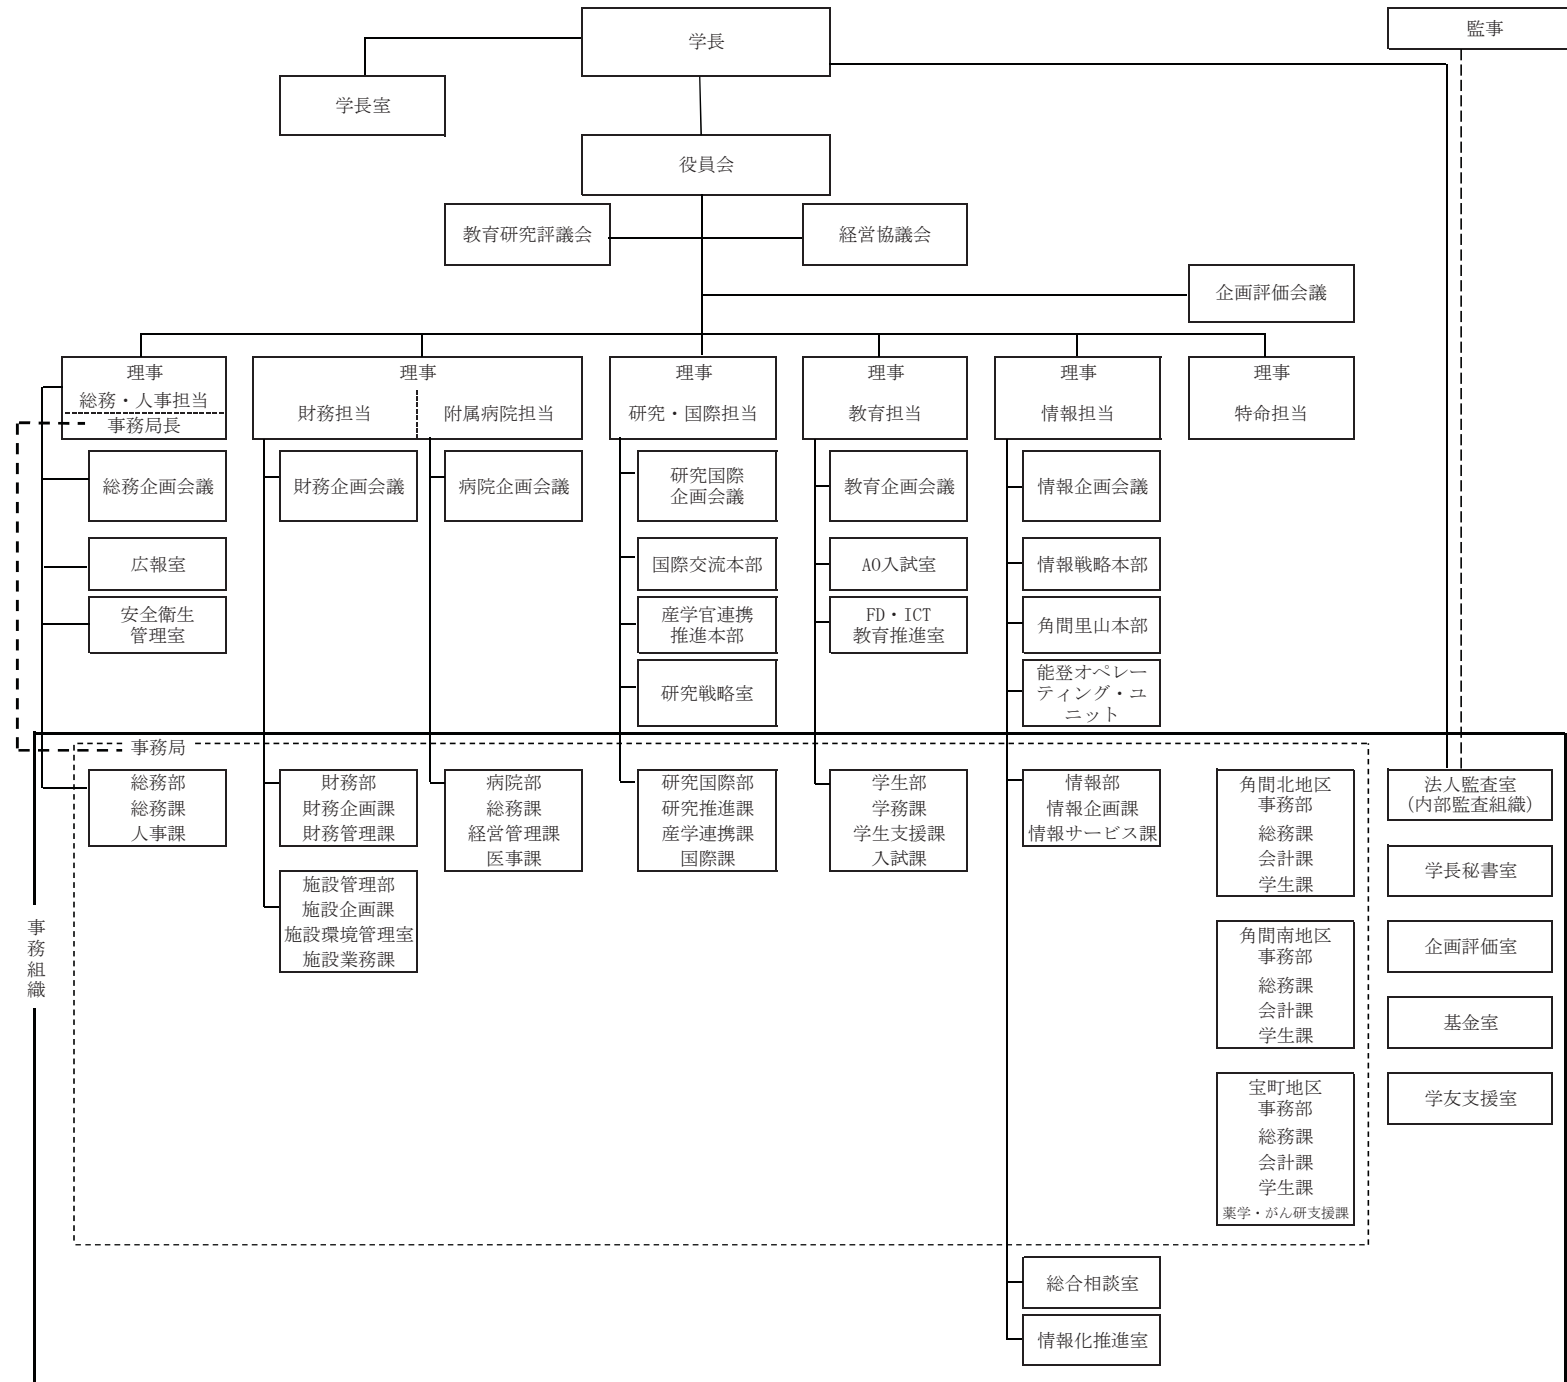 学長
監事
学長室
役員会
教育研究評議会
経営協議会
企画評価会議
理事
総務・人事担当
事務局長
理事
財務担当
附属病院担当
理事
研究・国際担当
理事
教育担当
理事
情報担当
理事
特命担当
総務企画会議
財務企画会議
病院企画会議
研究国際
企画会議
教育企画会議
情報企画会議
広報室
国際交流本部
AO入試室
情報戦略本部
安全衛生
管理室
産学官連携
推進本部
FD・ICT
教育推進室
角間里山本部
研究戦略室
能登オペレー
ティング・ユ
ニット
事務局
総務部
総務課
人事課
財務部
財務企画課
財務管理課
病院部
総務課
経営管理課
医事課
研究国際部
研究推進課
産学連携課
国際課
学生部
学務課
学生支援課
入試課
情報部
情報企画課
情報サービス課
角間北地区
事務部
総務課
会計課
学生課
法人監査室
(内部監査組織)
学長秘書室
施設管理部
施設企画課
施設環境管理室
施設業務課
事務組織
角間南地区
事務部
総務課
会計課
学生課
企画評価室
基金室
宝町地区
事務部
総務課
会計課
学生課
薬学・がん研支援課
学友支援室
総合相談室
情報化推進室